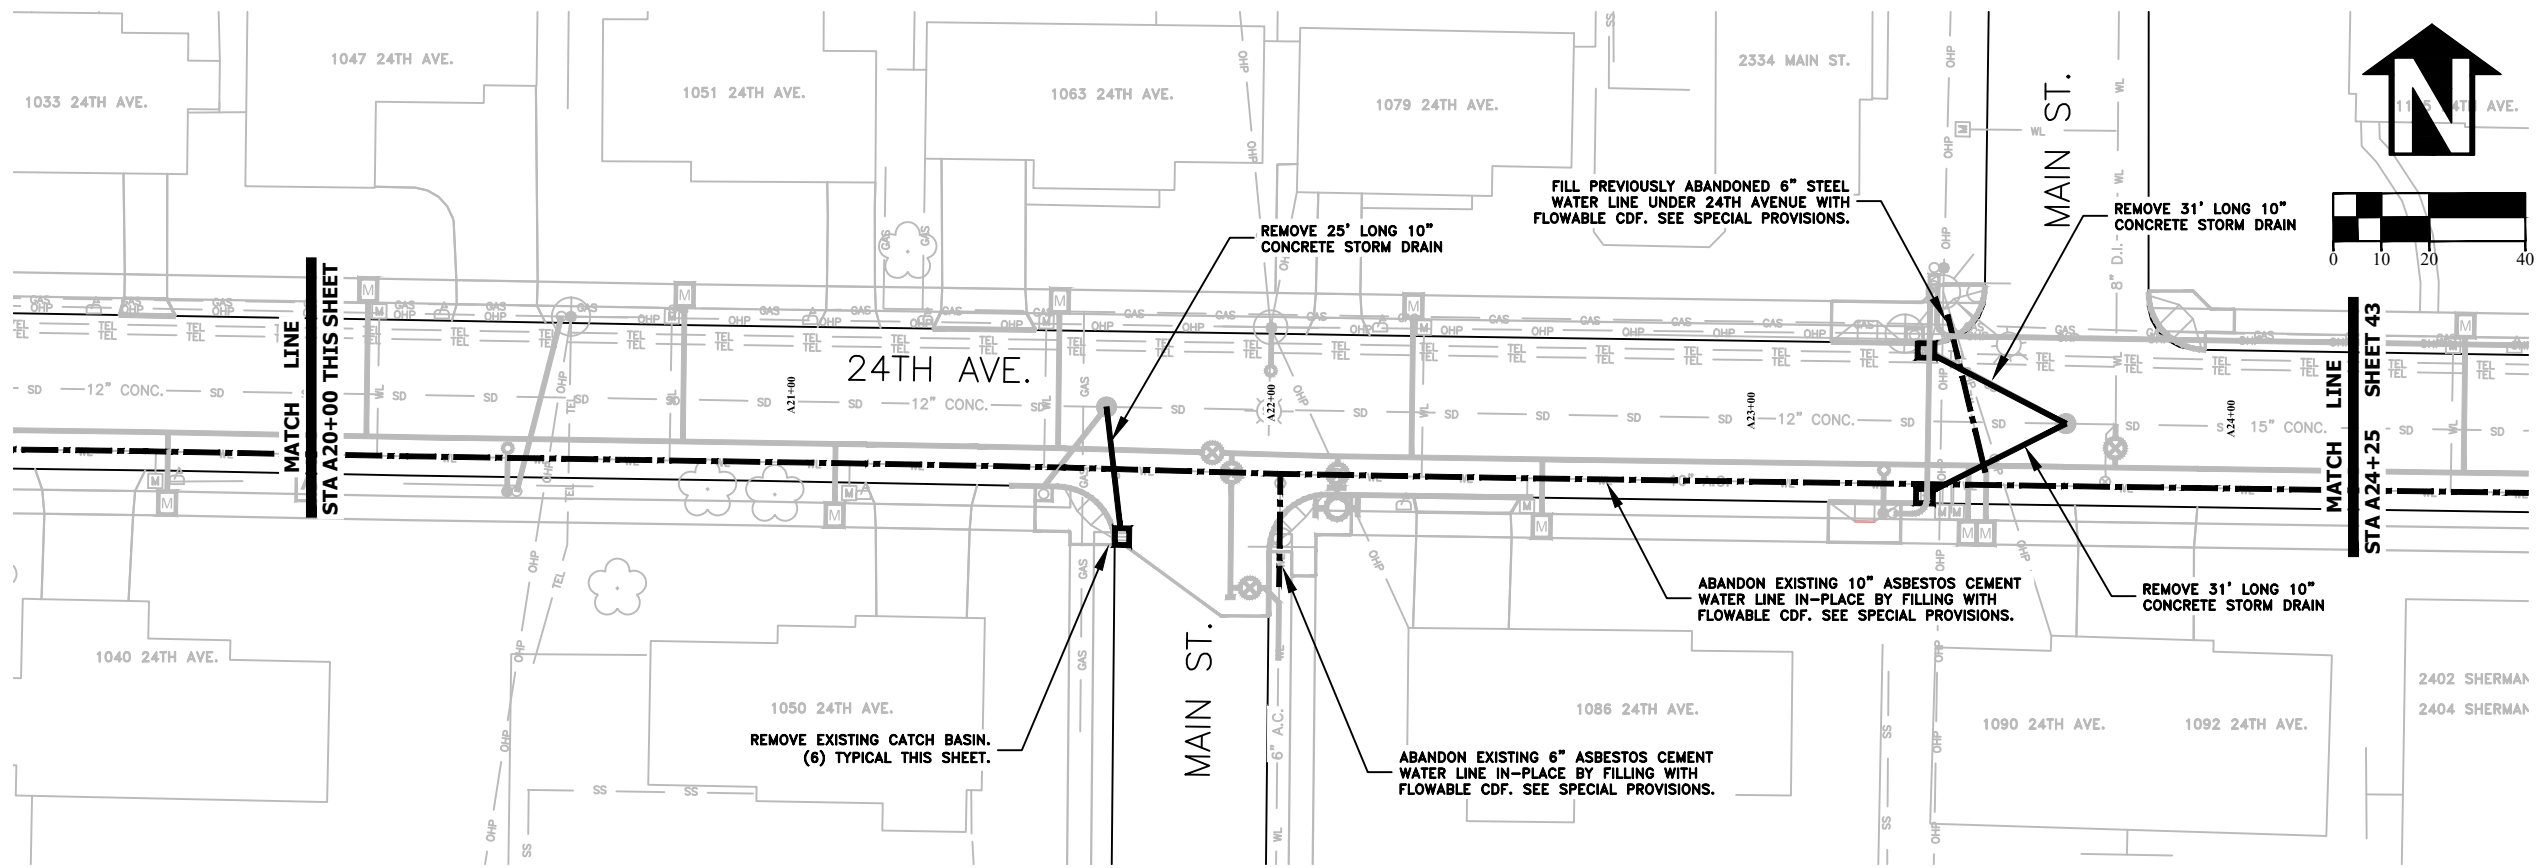 1033 24TH AVE.
1047 24TH AVE.
1051 24TH AVE.
1063 24TH AVE.
1079 24TH AVE.
2334 MAIN ST.
MAIN ST.
N
0 10 20 40
FILL PREVIOUSLY ABANDONED 6" STEEL
WATER LINE UNDER 24TH AVENUE WITH
FLOWABLE CDF. SEE SPECIAL PROVISIONS.
REMOVE 31' LONG 10"
CONCRETE STORM DRAIN
REMOVE 25' LONG 10"
CONCRETE STORM DRAIN
8" D.I.
MATCH LINE
STA A20+00 THIS SHEET
24TH AVE.
12" CONC.
A21+00
12" CONC.
A22+00
A23+00
12" CONC.
A24+00
15" CONC.
MATCH LINE
STA A24+25 SHEET 43
ABANDON EXISTING 10" ASBESTOS CEMENT
WATER LINE IN-PLACE BY FILLING WITH
FLOWABLE CDF. SEE SPECIAL PROVISIONS.
REMOVE 31' LONG 10"
CONCRETE STORM DRAIN
1040 24TH AVE.
1050 24TH AVE.
REMOVE EXISTING CATCH BASIN.
(6) TYPICAL THIS SHEET.
MAIN ST.
6" A.C.
ABANDON EXISTING 6" ASBESTOS CEMENT
WATER LINE IN-PLACE BY FILLING WITH
FLOWABLE CDF. SEE SPECIAL PROVISIONS.
1086 24TH AVE.
1090 24TH AVE.
1092 24TH AVE.
2402 SHERMAN
2404 SHERMAN